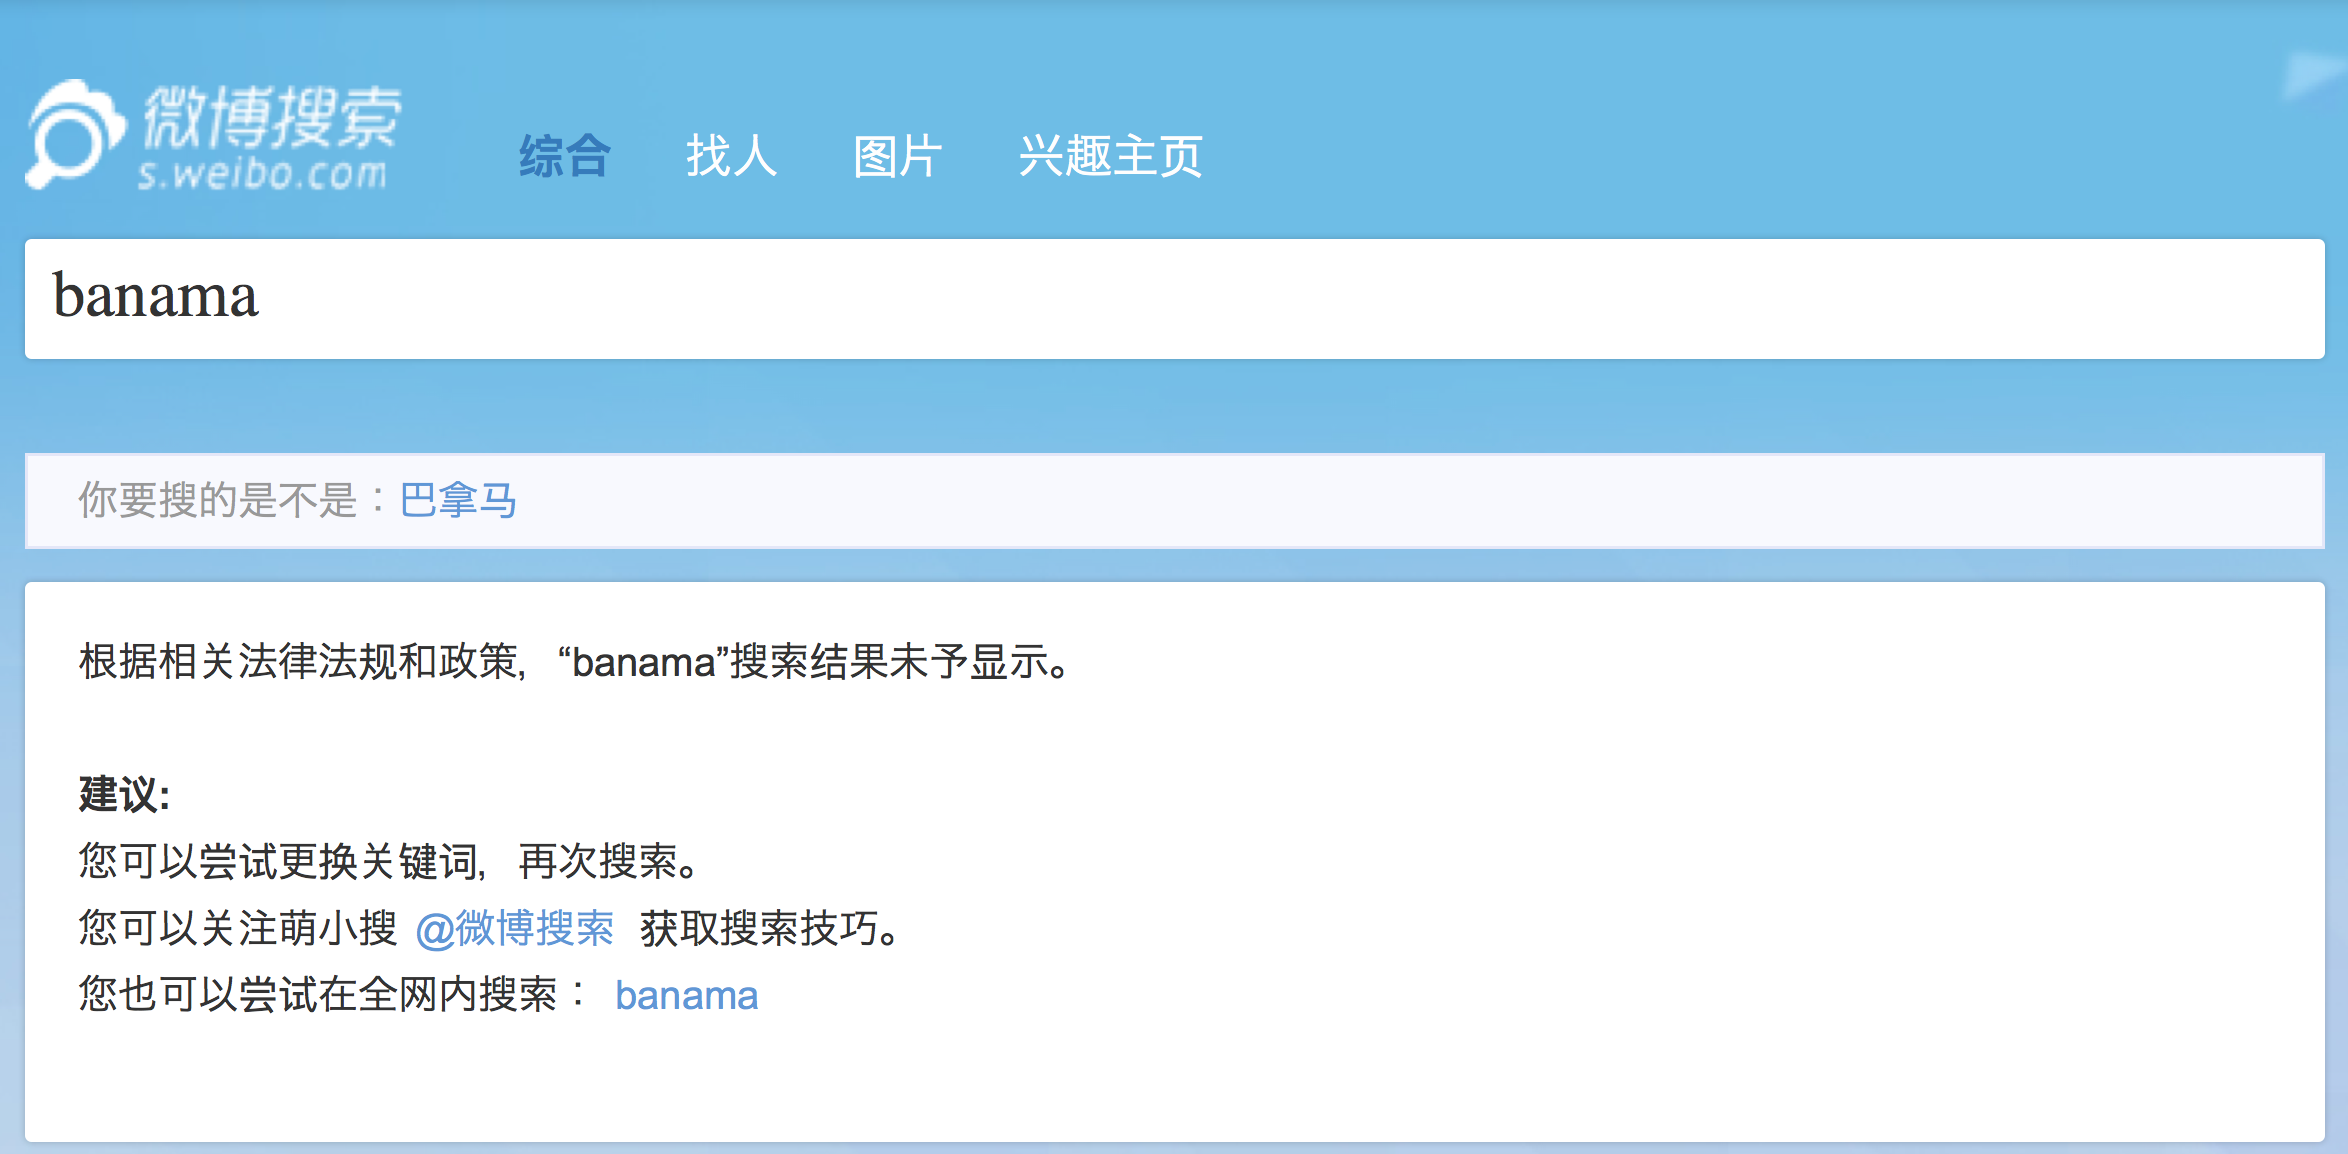 微博搜索
s.weibo.com
综合 找人 图片 兴趣主页
banama
你要搜的是不是：巴拿马
根据相关法律法规和政策，“banama”搜索结果未予显示。
建议:
您可以尝试更换关键词，再次搜索。
您可以关注萌小搜 @微博搜索 获取搜索技巧。
您也可以尝试在全网内搜索： banama